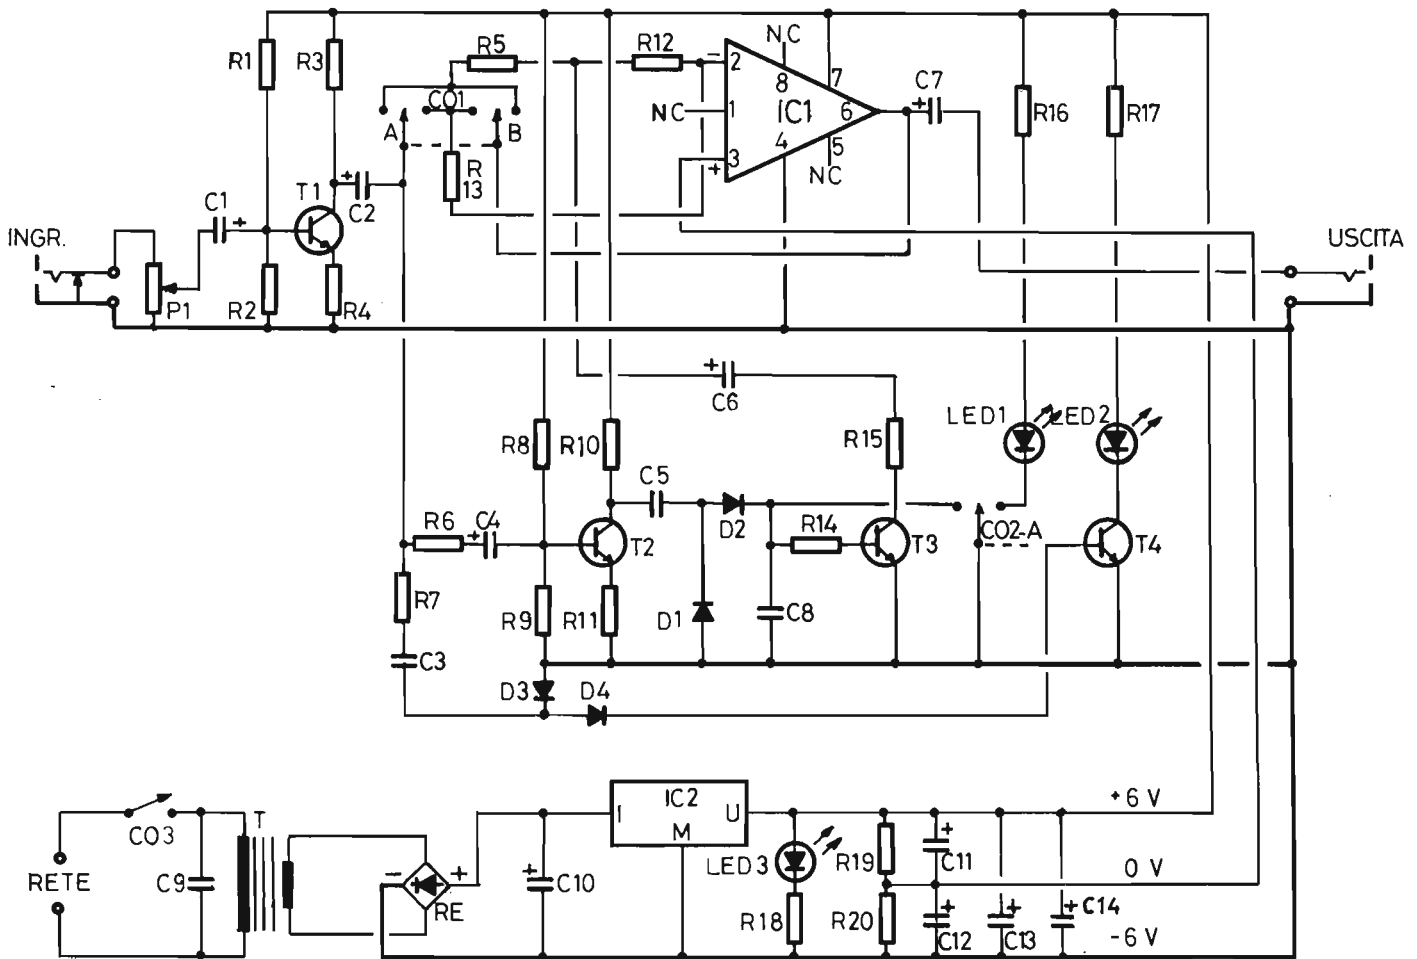 R1
R3
R5
R12
NC
2
8
7
C7
CO1
A
B
NC
1
IC1
6
R16
R17
4
5
3
NC
R
13
T1
C2
C1
INGR.
USCITA
P1
R2
R4
C6
LED1
LED2
R8
R10
R15
C5
D2
CO2-A
R6
C4
T2
R14
T3
T4
R7
R9
R11
D1
C8
C3
D3
D4
CO3
T
I
IC2
U
M
+6 V
LED3
R19
C11
0 V
RETE
C9
-
+
RE
C10
R18
R20
C12
C13
C14
-6 V